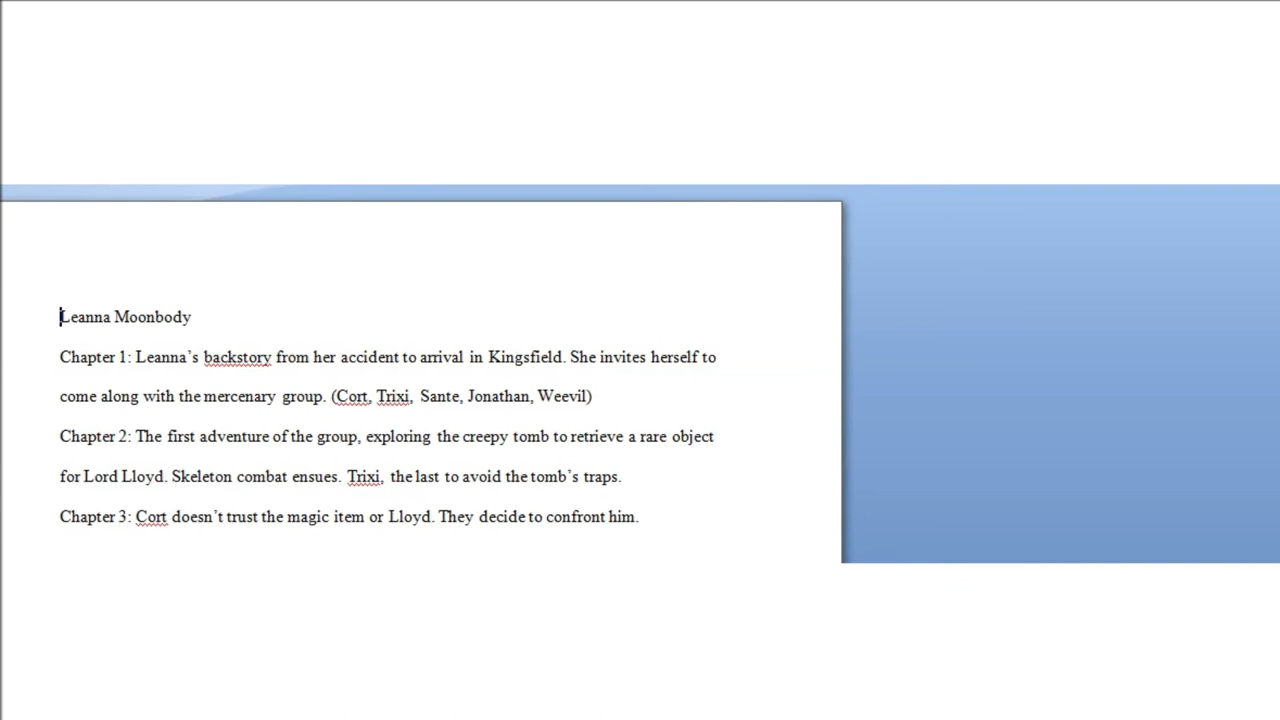 Leanna Moonbody
Chapter 1: Leanna’s backstory from her accident to arrival in Kingsfield. She invites herself to
come along with the mercenary group. (Cort, Trixi, Sante, Jonathan, Weevil)
Chapter 2: The first adventure of the group, exploring the creepy tomb to retrieve a rare object
for Lord Lloyd. Skeleton combat ensues. Trixi, the last to avoid the tomb’s traps.
Chapter 3: Cort doesn’t trust the magic item or Lloyd. They decide to confront him.